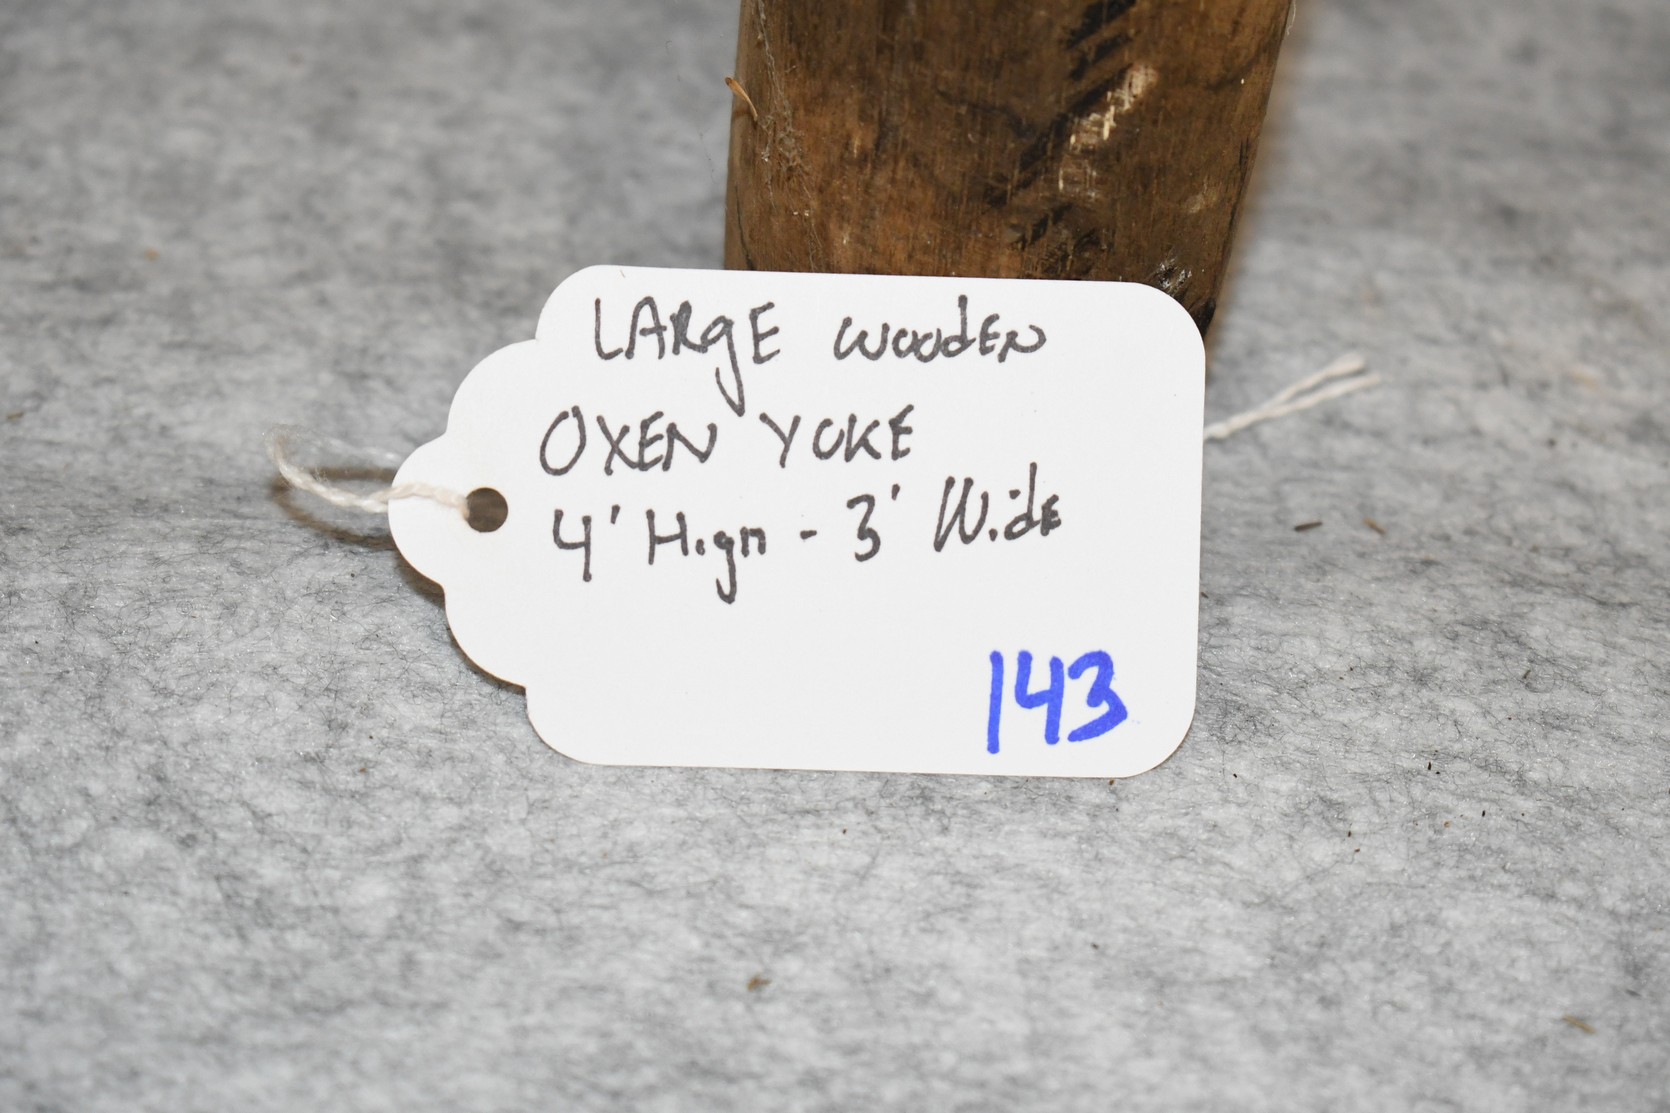 LARgE WOOdEN
OXEN YOKE
4' High - 3' Wide
143